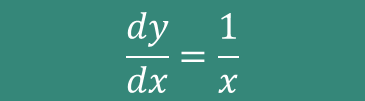 dy/dx = 1/x